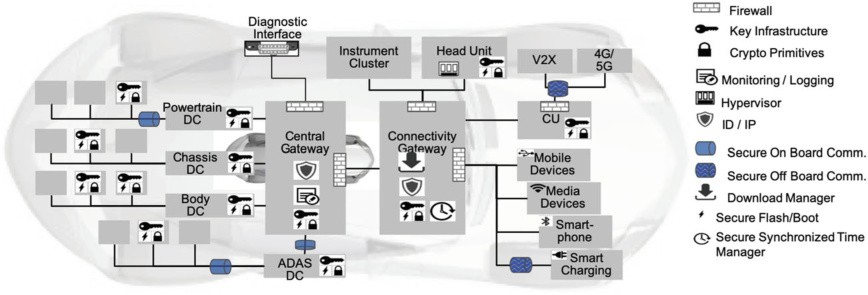 Diagnostic
Interface
Instrument
Cluster
Head Unit
V2X
4G/
5G
Powertrain
DC
Central
Gateway
Connectivity
Gateway
CU
Chassis
DC
Mobile
Devices
Body
DC
Media
Devices
Smart-
phone
ADAS
DC
Smart
Charging
Firewall
Key Infrastructure
Crypto Primitives
Monitoring / Logging
Hypervisor
ID / IP
Secure On Board Comm.
Secure Off Board Comm.
Download Manager
Secure Flash/Boot
Secure Synchronized Time
Manager